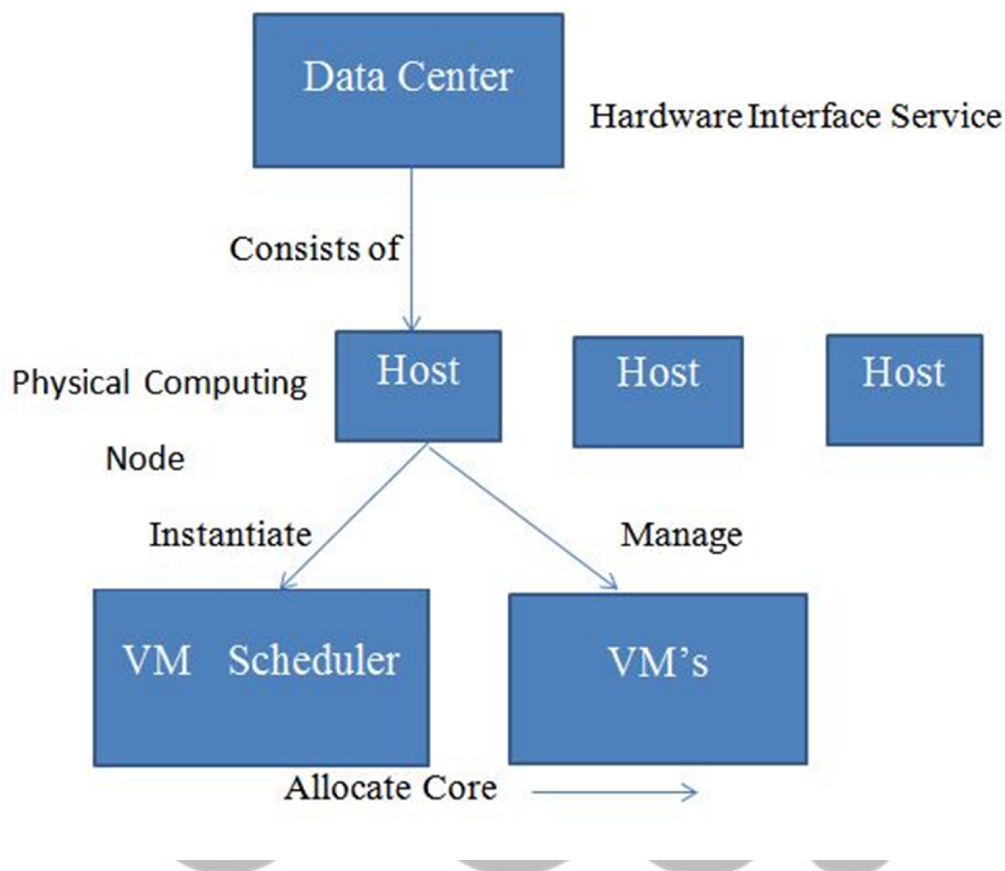 Data Center
Hardware Interface Service
Consists of
Host
Host
Host
Physical Computing
Node
Instantiate
Manage
VM Scheduler
VM's
Allocate Core